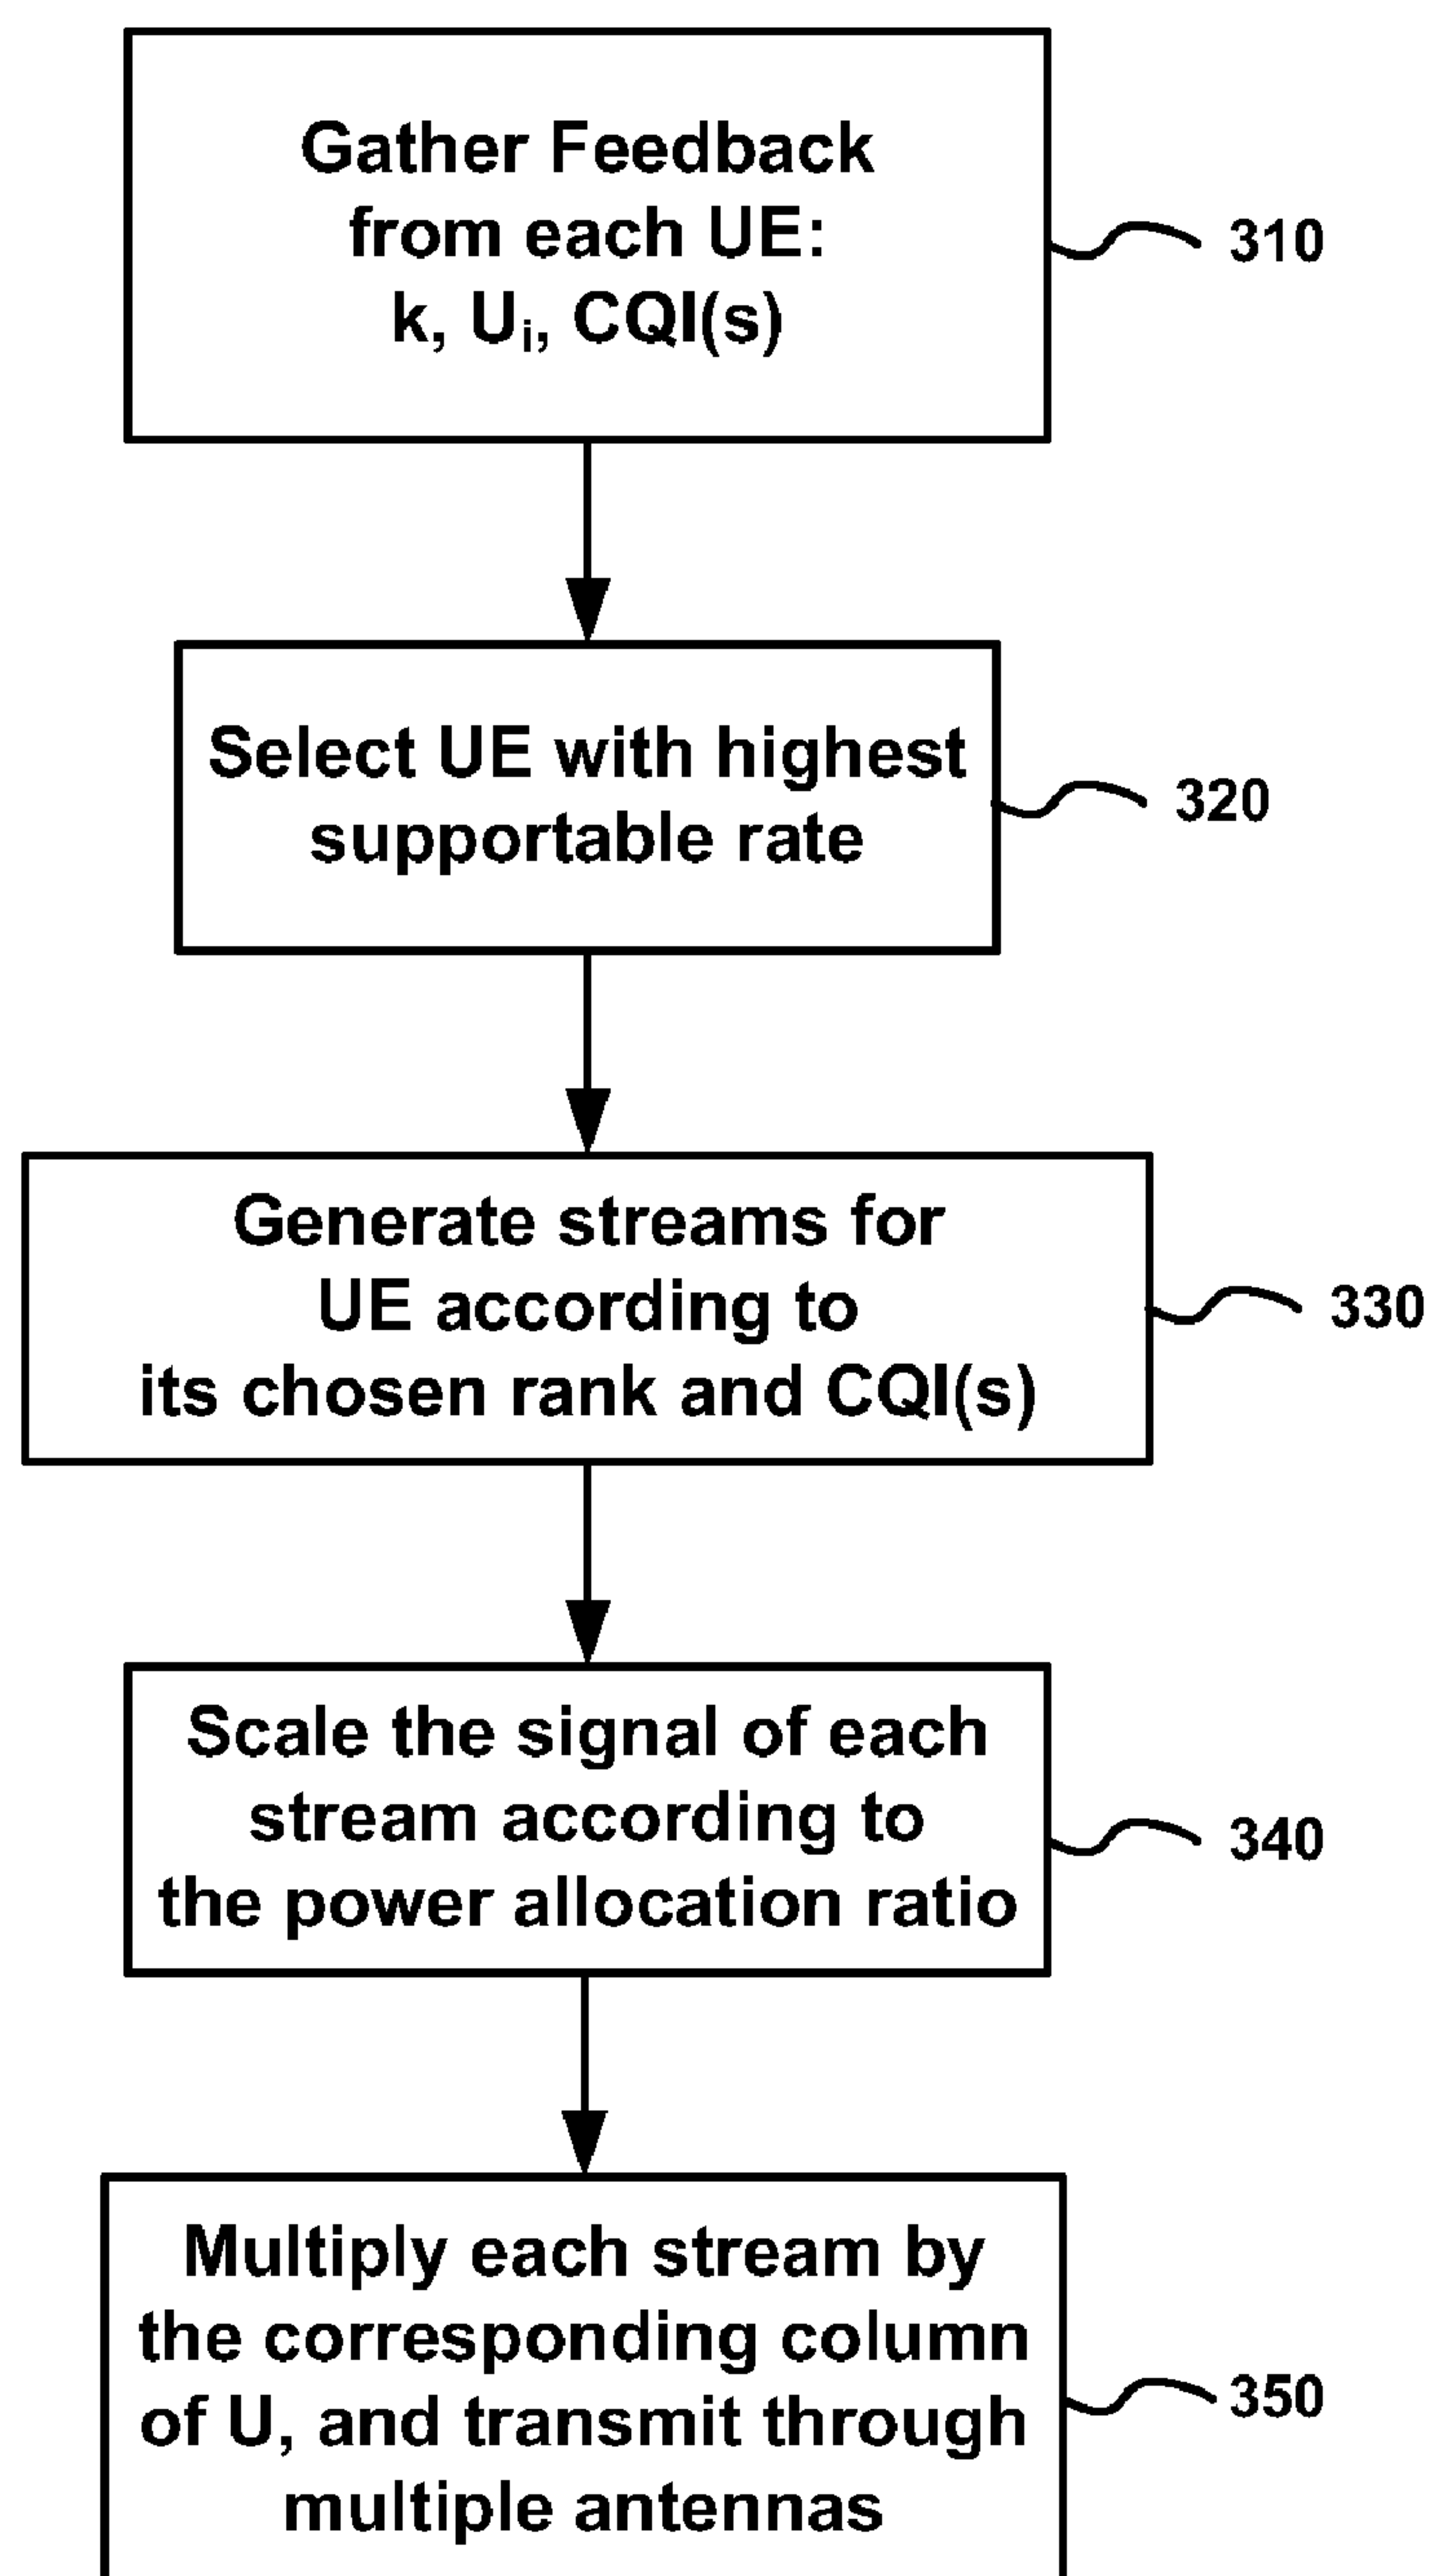 Gather Feedback
from each UE:
k, Uᵢ, CQI(s)
310
Select UE with highest
supportable rate
320
Generate streams for
UE according to
its chosen rank and CQI(s)
330
Scale the signal of each
stream according to
the power allocation ratio
340
Multiply each stream by
the corresponding column
of U, and transmit through
multiple antennas
350